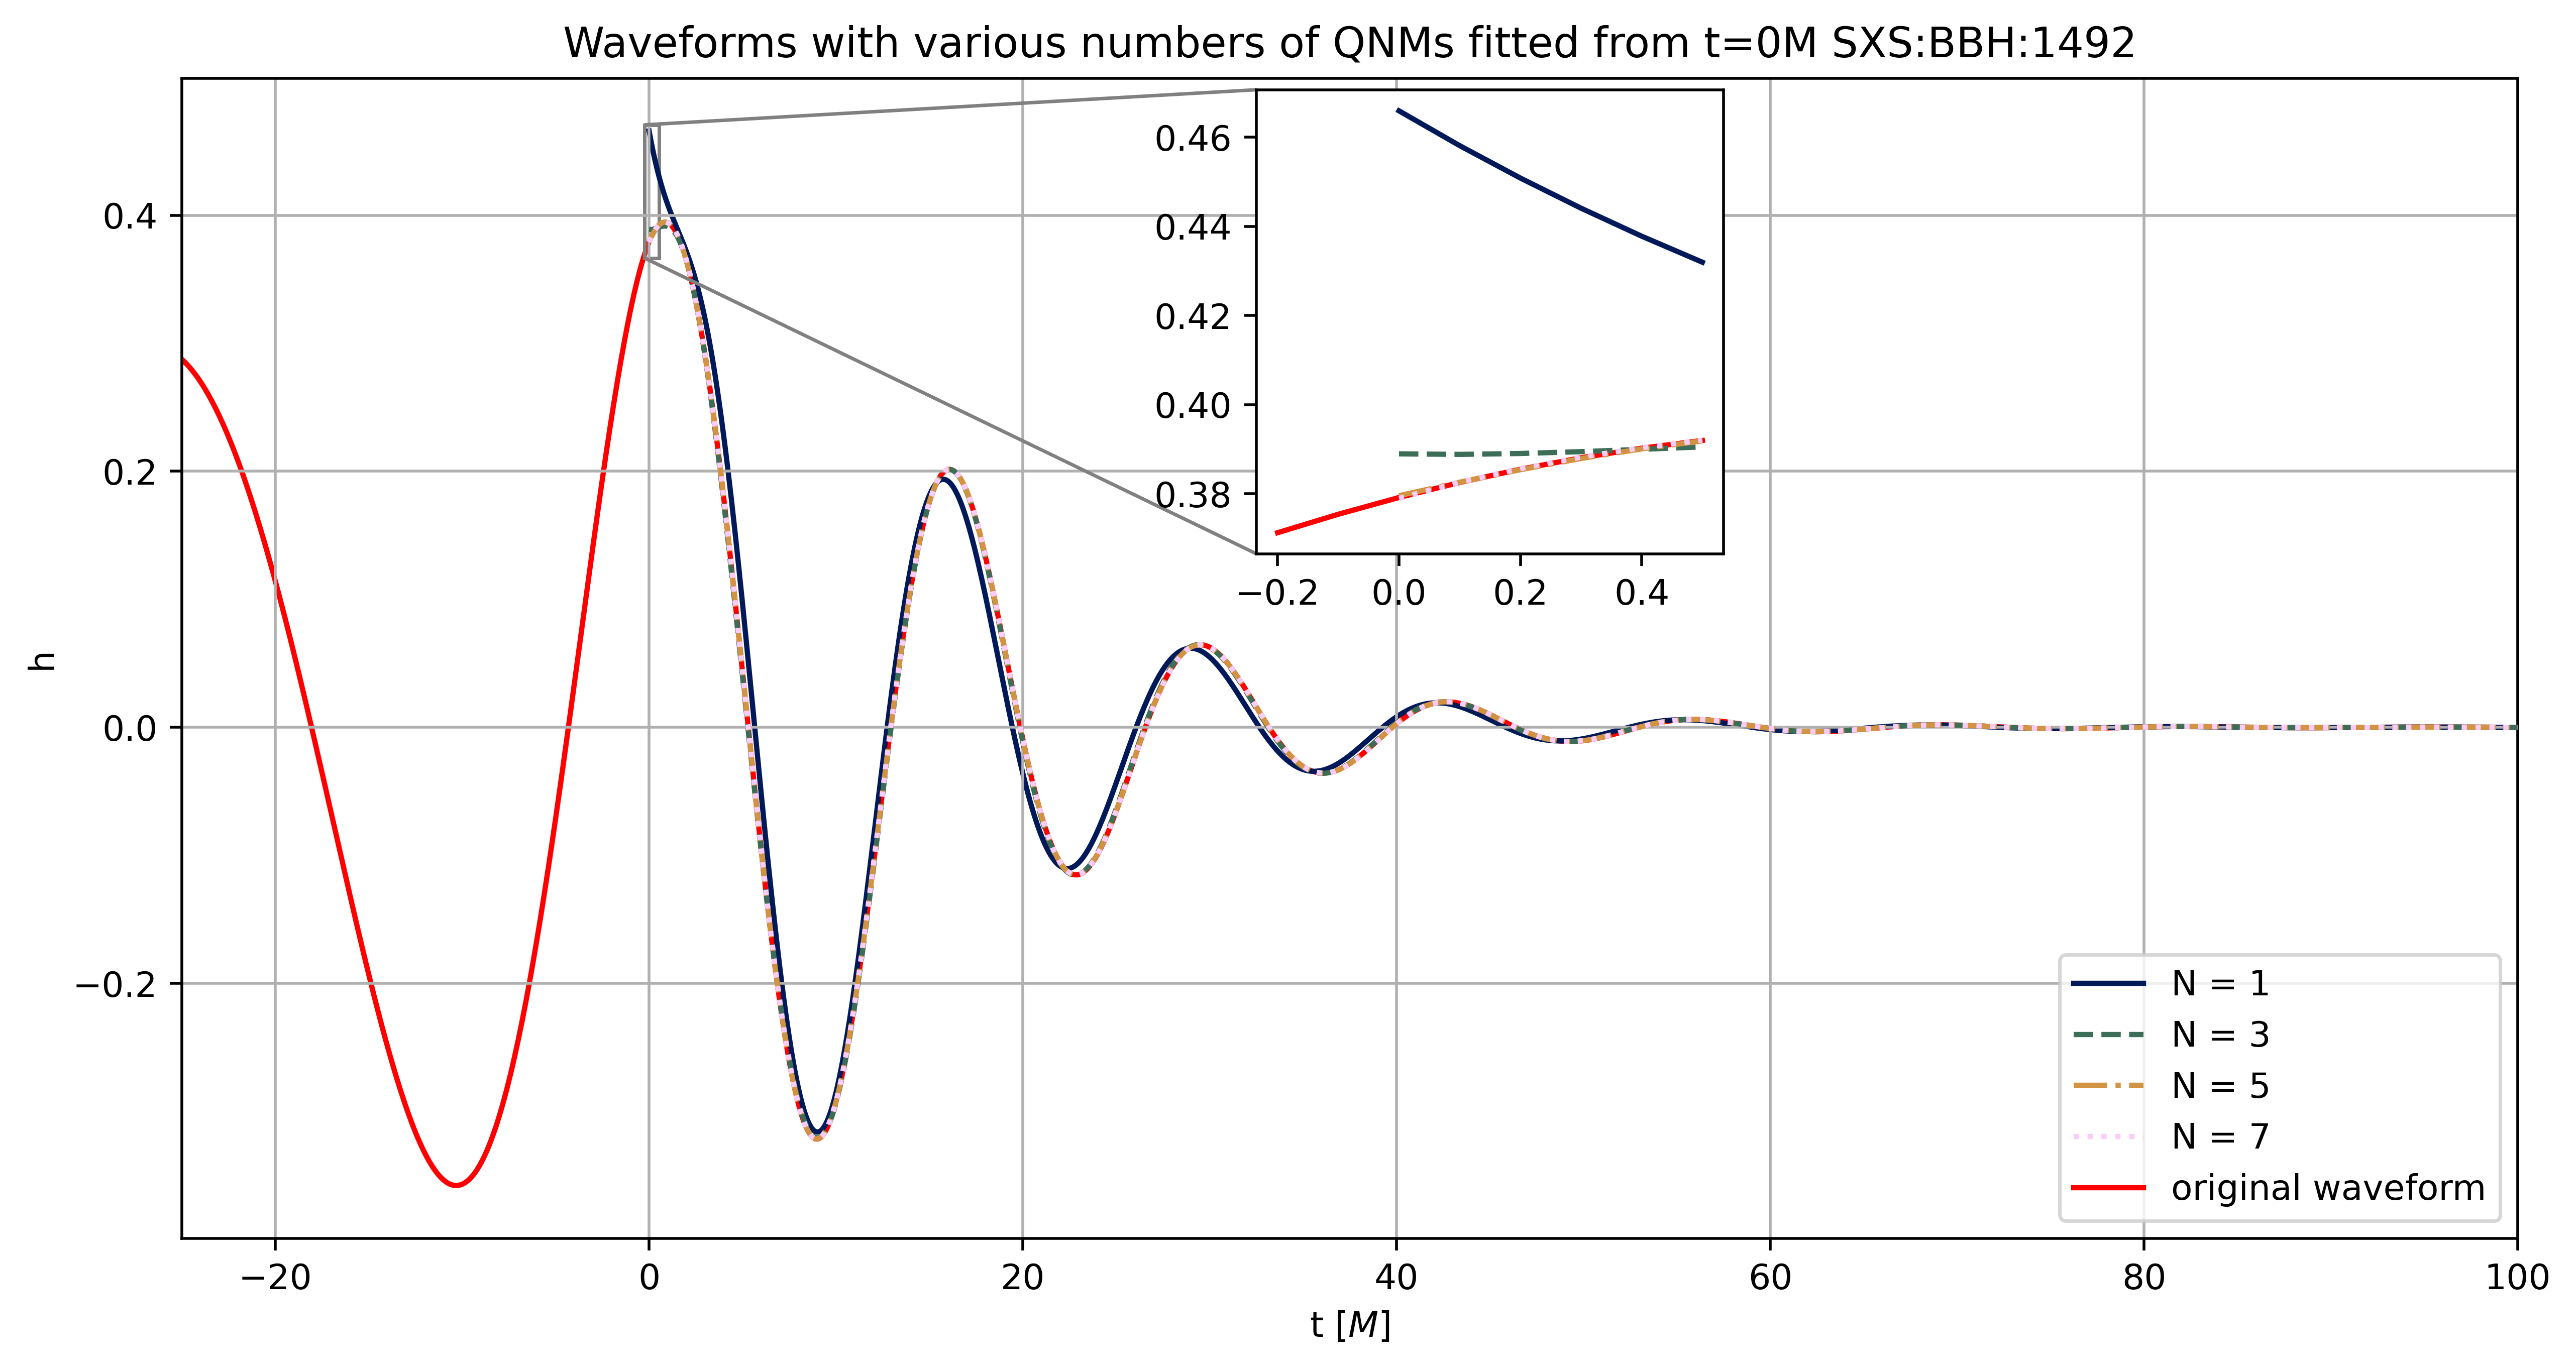 Waveforms with various numbers of QNMs fitted from t=0M SXS:BBH:1492
h
0.4
0.2
0.0
−0.2
0.46
0.44
0.42
0.40
0.38
−0.2 0.0 0.2 0.4
N = 1
N = 3
N = 5
N = 7
original waveform
−20 0 20 40 60 80 100
t [M]